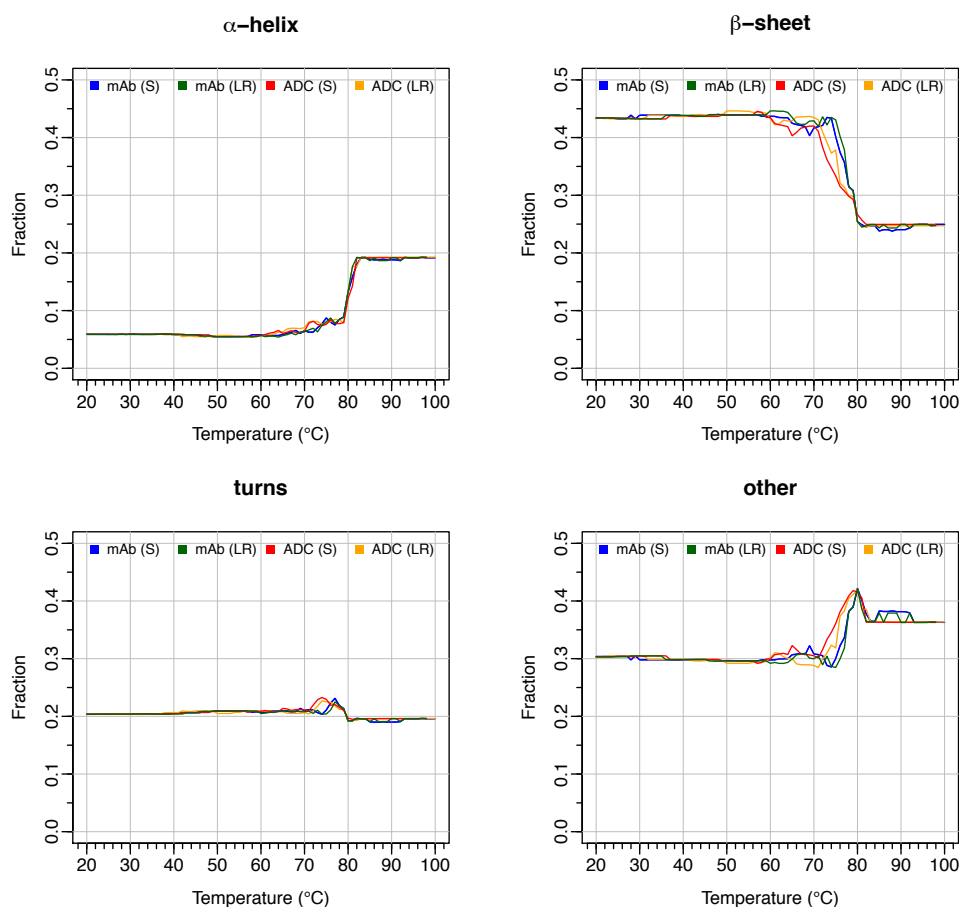 α−helix
mAb (S) mAb (LR) ADC (S) ADC (LR)
0.5
0.4
0.3
0.2
0.1
0.0
Fraction
20 30 40 50 60 70 80 90 100
Temperature (°C)
β−sheet
mAb (S) mAb (LR) ADC (S) ADC (LR)
0.5
0.4
0.3
0.2
0.1
0.0
Fraction
20 30 40 50 60 70 80 90 100
Temperature (°C)
turns
mAb (S) mAb (LR) ADC (S) ADC (LR)
0.5
0.4
0.3
0.2
0.1
0.0
Fraction
20 30 40 50 60 70 80 90 100
Temperature (°C)
other
mAb (S) mAb (LR) ADC (S) ADC (LR)
0.5
0.4
0.3
0.2
0.1
0.0
Fraction
20 30 40 50 60 70 80 90 100
Temperature (°C)